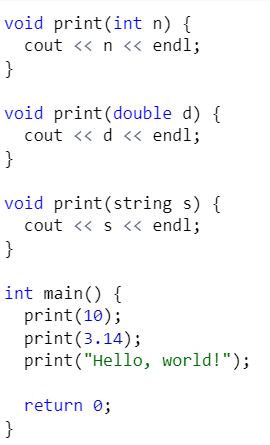 void print(int n) {
  cout << n << endl;
}

void print(double d) {
  cout << d << endl;
}

void print(string s) {
  cout << s << endl;
}

int main() {
  print(10);
  print(3.14);
  print("Hello, world!");

  return 0;
}